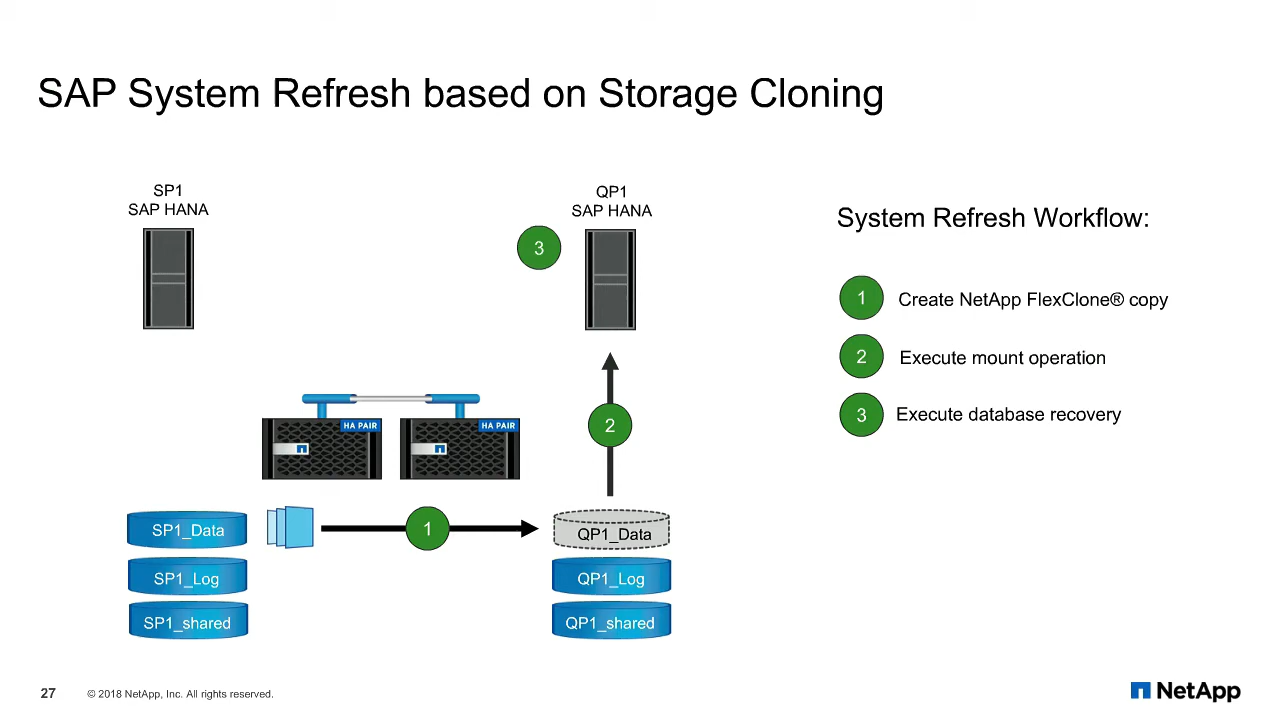 SAP System Refresh based on Storage Cloning
SP1
SAP HANA
QP1
SAP HANA
3
System Refresh Workflow:
1 Create NetApp FlexClone® copy
2 Execute mount operation
3 Execute database recovery
HA PAIR
HA PAIR
2
SP1_Data
1
QP1_Data
SP1_Log
QP1_Log
SP1_shared
QP1_shared
27
© 2018 NetApp, Inc. All rights reserved.
NetApp